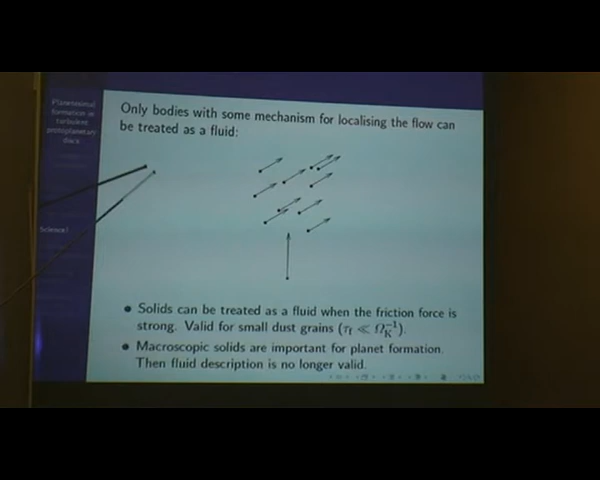 Planetesimal
formation in
turbulent
protoplanetary
discs
Science!
Only bodies with some mechanism for localising the flow can
be treated as a fluid:
• Solids can be treated as a fluid when the friction force is
strong. Valid for small dust grains (τf ≪ Ω_K^−1).
• Macroscopic solids are important for planet formation.
Then fluid description is no longer valid.